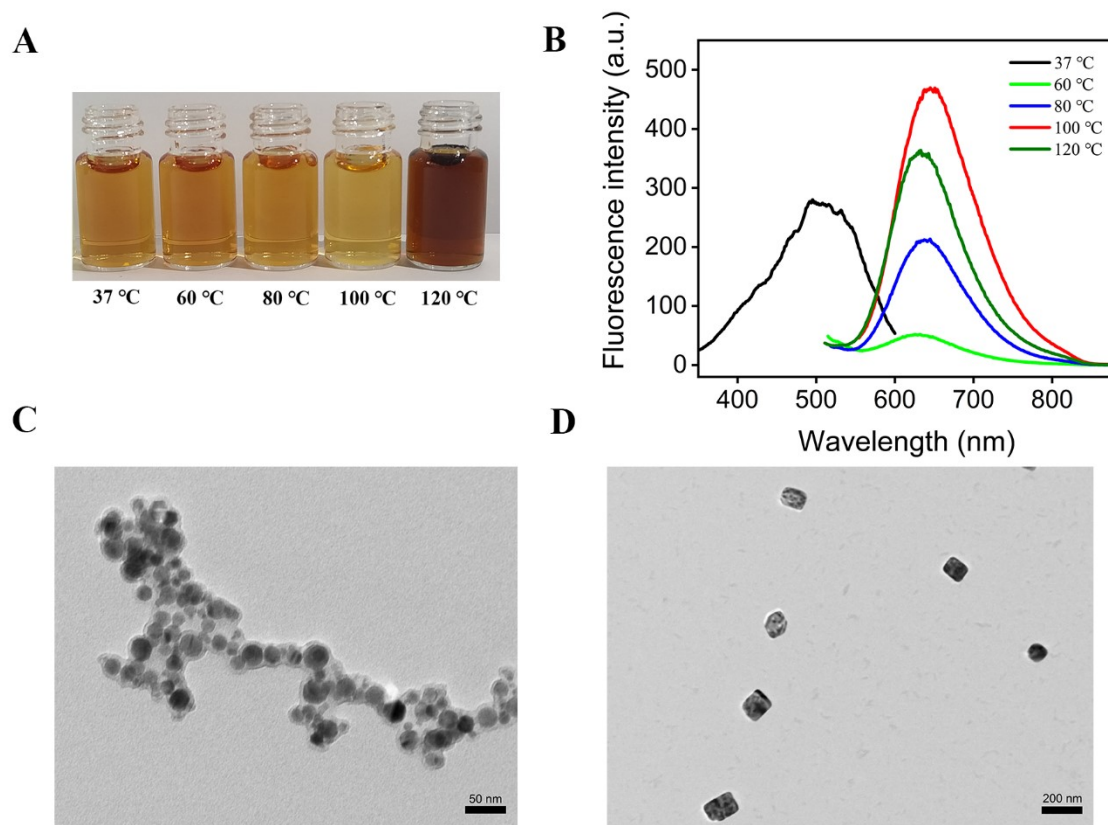 A
37 ℃
60 ℃
80 ℃
100 ℃
120 ℃
B
Fluorescence intensity (a.u.)
500
400
300
200
100
0
400
500
600
700
800
Wavelength (nm)
37 ℃
60 ℃
80 ℃
100 ℃
120 ℃
C
50 nm
D
200 nm